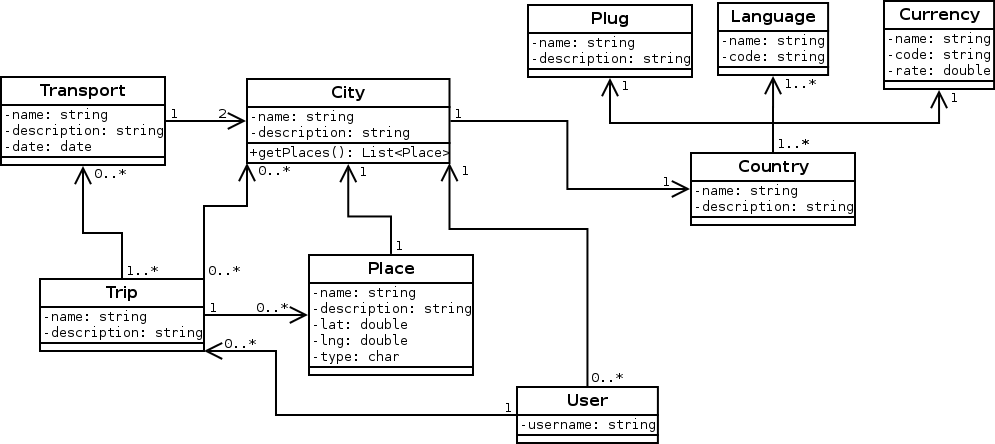 Plug
-name: string
-description: string
Language
-name: string
-code: string
Currency
-name: string
-code: string
-rate: double
1
1..*
1
Transport
-name: string
-description: string
-date: date
1
2
City
-name: string
-description: string
+getPlaces(): List<Place>
1
1
1..*
Country
-name: string
-description: string
0..*
0..*
1
1
1..*
0..*
1
Trip
-name: string
-description: string
1
0..*
Place
-name: string
-description: string
-lat: double
-lng: double
-type: char
0..*
0..*
1
User
-username: string